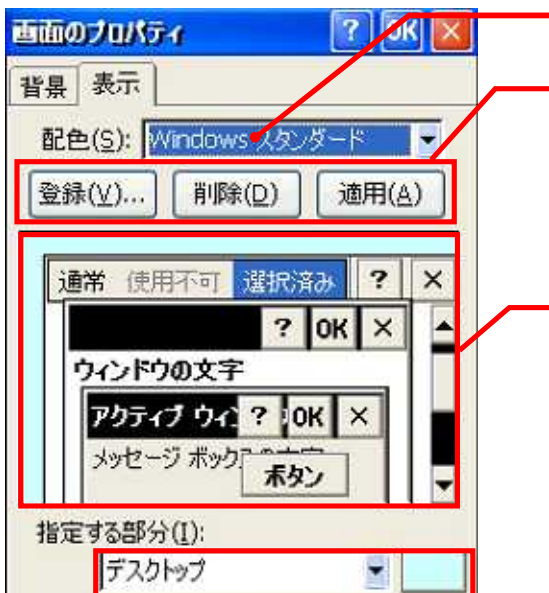 画面のプロパティ ? OK ×
背景 表示
配色(S): Windows スタンダード
登録(V)... 削除(D) 適用(A)
通常 使用不可 選択済み ? ×
? OK ×
ウィンドウの文字
アクティブ ウィ ? OK ×
メッセージ ボックスの文字
ボタン
指定する部分(I):
デスクトップ